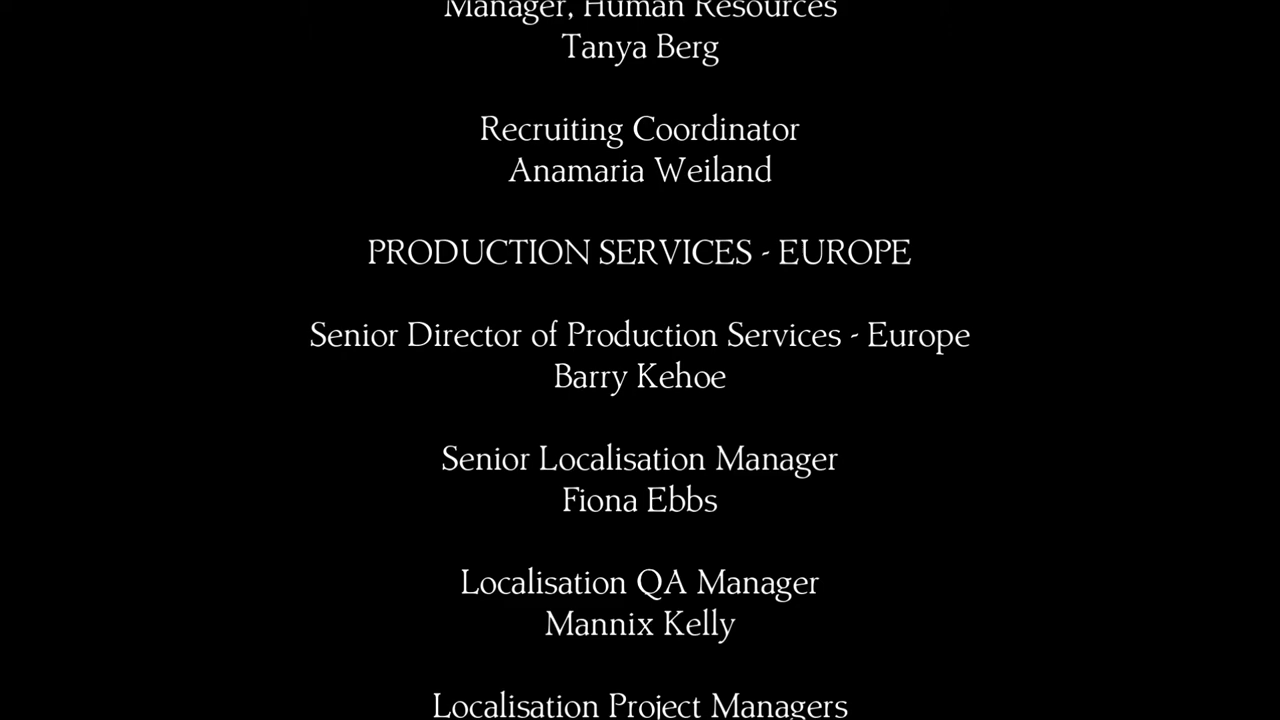 Manager, Human Resources
Tanya Berg
Recruiting Coordinator
Anamaria Weiland
PRODUCTION SERVICES - EUROPE
Senior Director of Production Services - Europe
Barry Kehoe
Senior Localisation Manager
Fiona Ebbs
Localisation QA Manager
Mannix Kelly
Localisation Project Managers